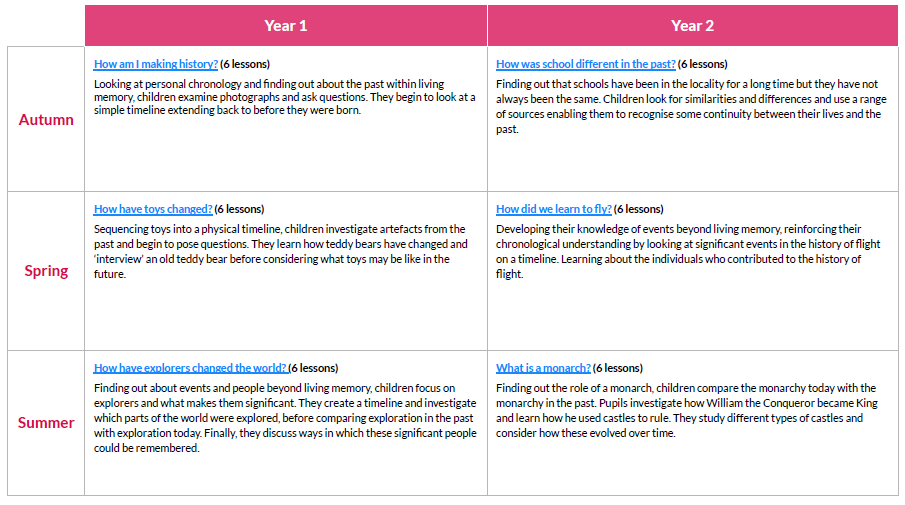 Year 1
Year 2
Autumn
How am I making history? (6 lessons)
Looking at personal chronology and finding out about the past within living
memory, children examine photographs and ask questions. They begin to look at a
simple timeline extending back to before they were born.
How was school different in the past? (6 lessons)
Finding out that schools have been in the locality for a long time but they have not
always been the same. Children look for similarities and differences and use a range
of sources enabling them to recognise some continuity between their lives and the
past.
Spring
How have toys changed? (6 lessons)
Sequencing toys into a physical timeline, children investigate artefacts from the
past and begin to pose questions. They learn how teddy bears have changed and
'interview' an old teddy bear before considering what toys may be like in the
future.
How did we learn to fly? (6 lessons)
Developing their knowledge of events beyond living memory, reinforcing their
chronological understanding by looking at significant events in the history of flight
on a timeline. Learning about the individuals who contributed to the history of
flight.
Summer
How have explorers changed the world? (6 lessons)
Finding out about events and people beyond living memory, children focus on
explorers and what makes them significant. They create a timeline and investigate
which parts of the world were explored, before comparing exploration in the past
with exploration today. Finally, they discuss ways in which these significant people
could be remembered.
What is a monarch? (6 lessons)
Finding out the role of a monarch, children compare the monarchy today with the
monarchy in the past. Pupils investigate how William the Conqueror became King
and learn how he used castles to rule. They study different types of castles and
consider how these evolved over time.